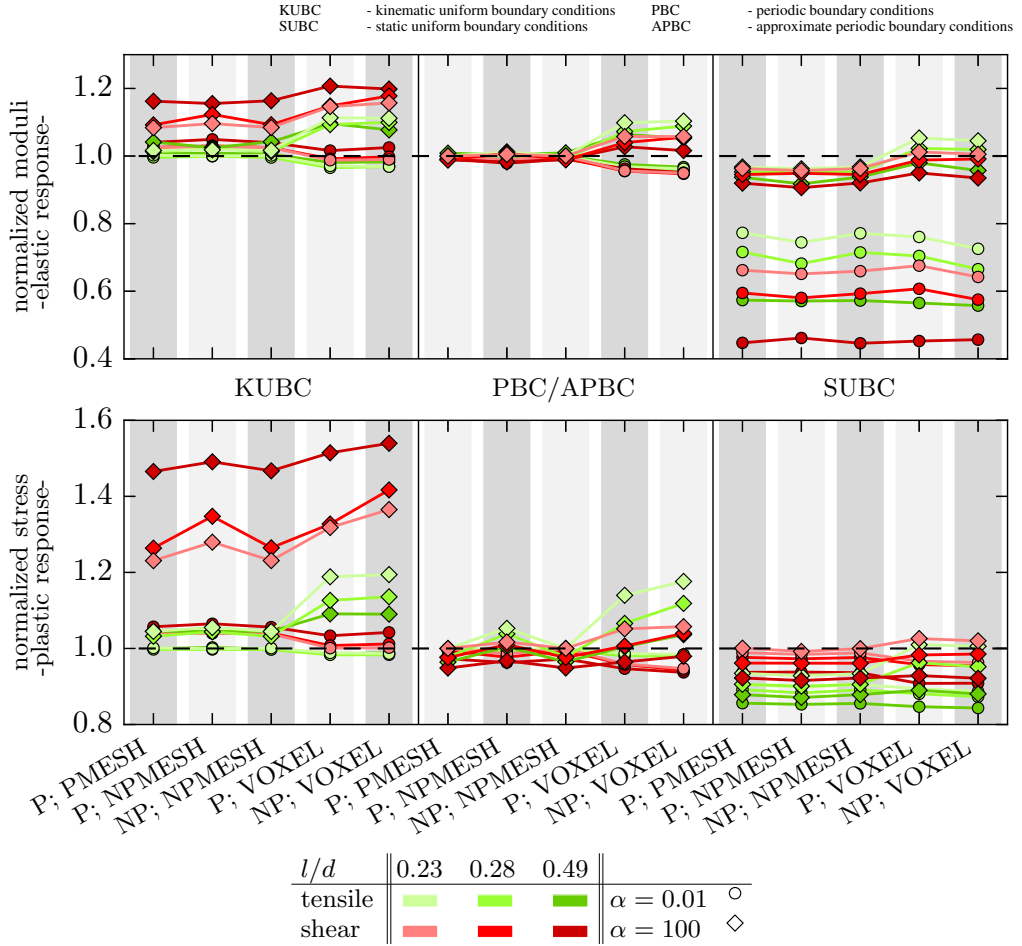 KUBC - kinematic uniform boundary conditions PBC - periodic boundary conditions
SUBC - static uniform boundary conditions APBC - approximate periodic boundary conditions
normalized moduli
-elastic response-
1.2
1.0
0.8
0.6
0.4
KUBC PBC/APBC SUBC
normalized stress
-plastic response-
1.6
1.4
1.2
1.0
0.8
P; PMESH
P; NPMESH
NP; NPMESH
P; VOXEL
NP; VOXEL
P; PMESH
P; NPMESH
NP; NPMESH
P; VOXEL
NP; VOXEL
P; PMESH
P; NPMESH
NP; NPMESH
P; VOXEL
NP; VOXEL
l/d 0.23 0.28 0.49
tensile α = 0.01
shear α = 100